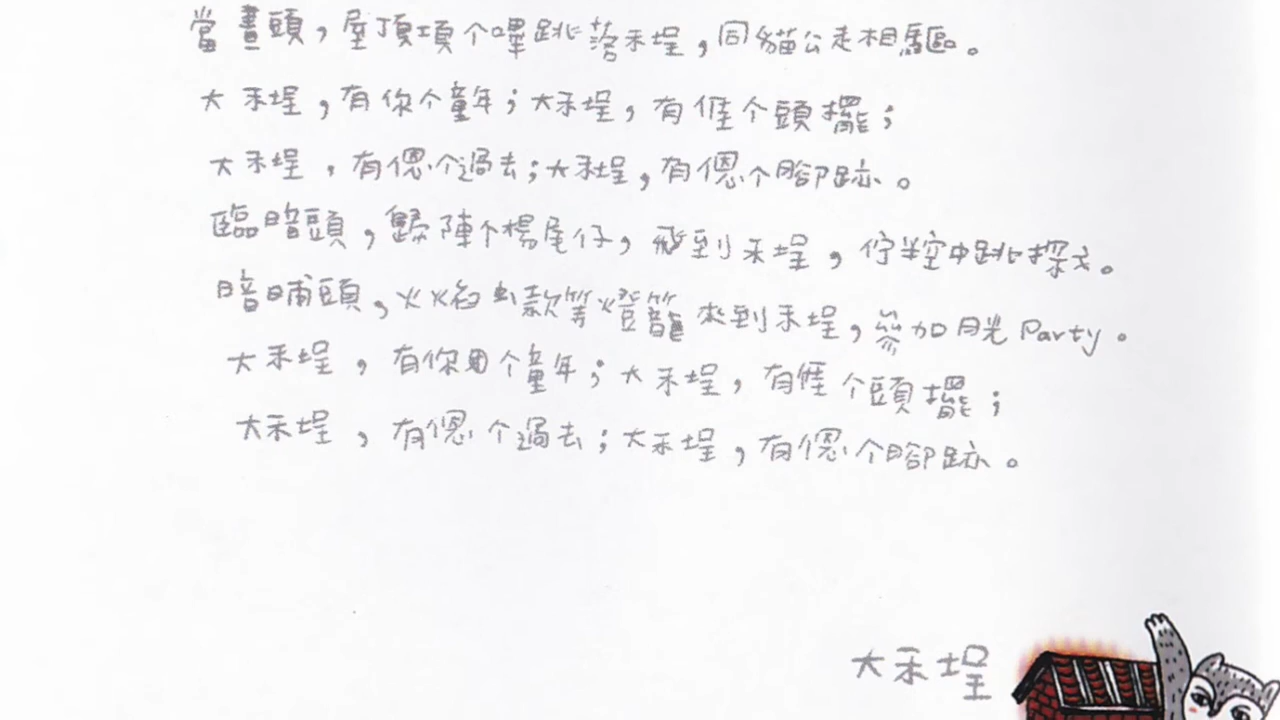 當晝頭，屋頂項个嗶跳落禾埕，同貓公走相驅。
大禾埕，有你个童年；大禾埕，有𠊎个頭擺；
大禾埕，有偲个過去；大禾埕，有偲个腳跡。
臨暗頭，歸陣个揚尾仔，飛到禾埕，佇半空中跳探戈。
暗晡頭，火焰虫款等燈籠來到禾埕，參加月光Party。
大禾埕，有你个童年；大禾埕，有𠊎个頭擺；
大禾埕，有偲个過去；大禾埕，有偲个腳跡。
大禾埕